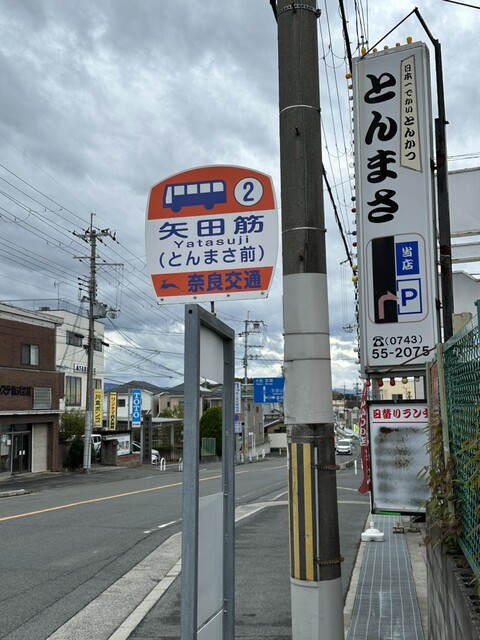 2
矢田筋
Yatasuji
(とんまさ前)
奈良交通
日本一でかいとんかつ
とんまさ
当店
P
☎(0743)
55-2075
日替りランチ
TOTO